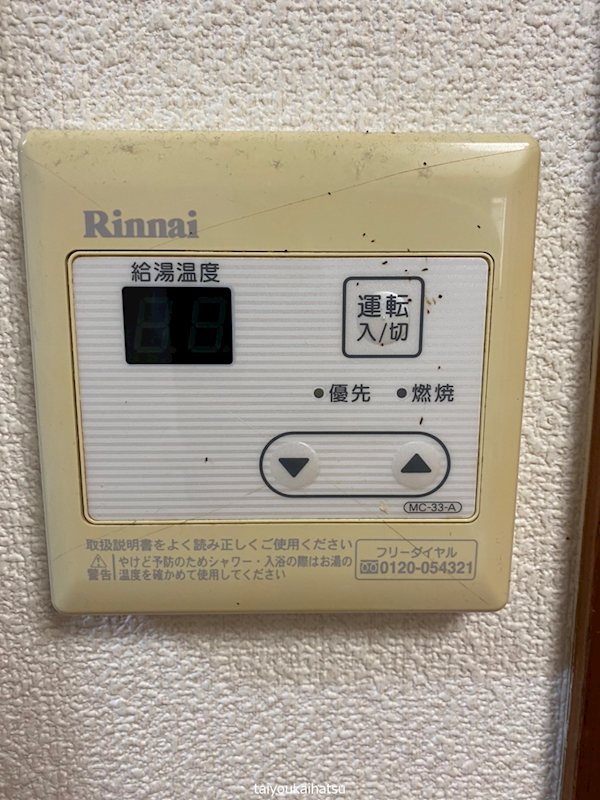 Rinnai
給湯温度
運転
入/切
優先
燃焼
▼ ▲
MC-33-A
取扱説明書をよく読み正しくご使用ください
警告 やけど予防のためシャワー・入浴の際はお湯の
温度を確かめて使用してください
フリーダイヤル
0120-054321
taiyoukaihatsu